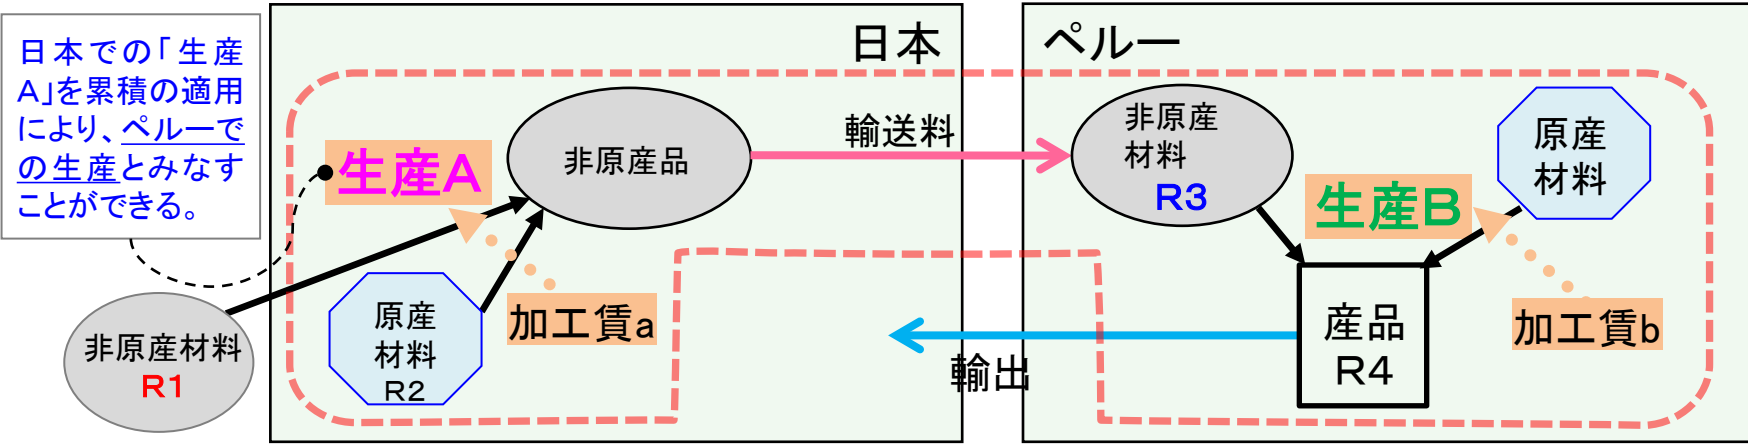 日本での「生産
A」を累積の適用
により、ペルーで
の生産とみなす
ことができる。
非原産材料
R1
日本
生産A
非原産品
原産
材料
R2
加工賃a
輸送料
輸出
ペルー
非原産
材料
R3
生産B
原産
材料
産品
R4
加工賃b